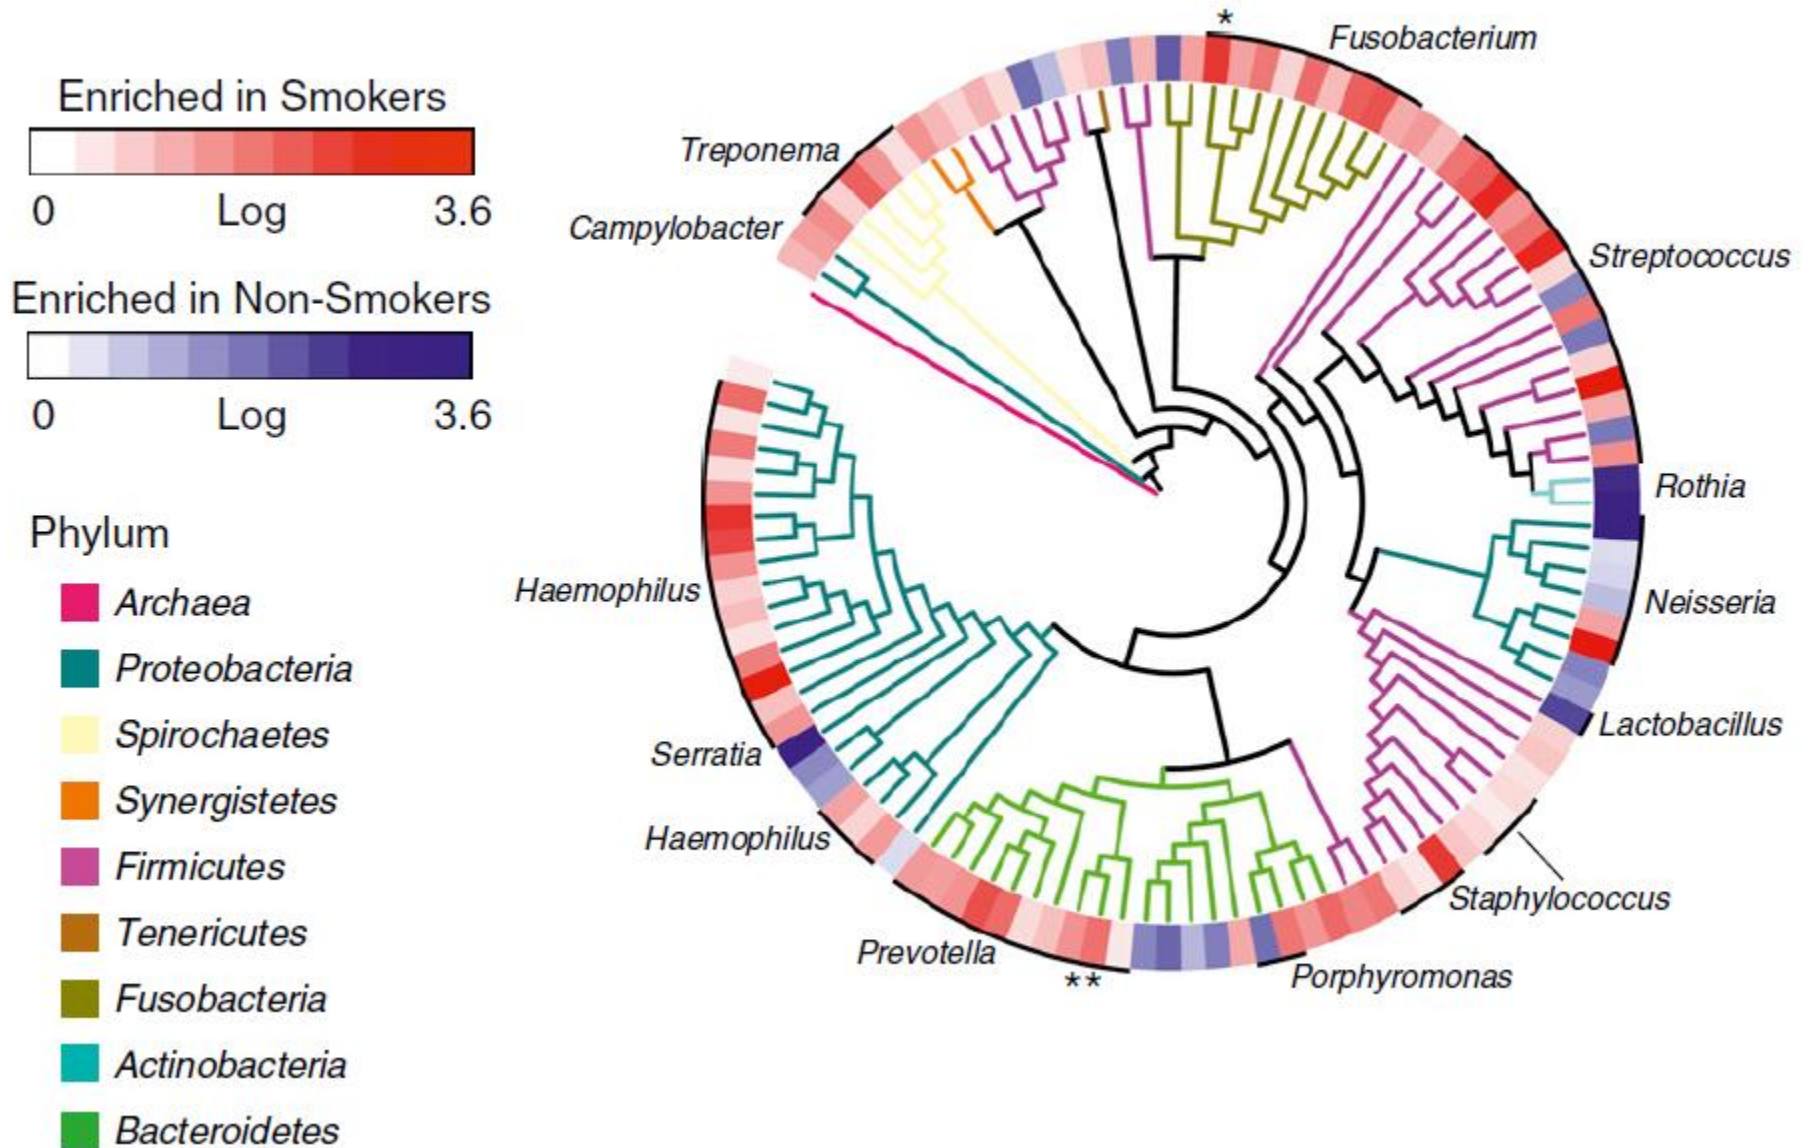 Enriched in Smokers
0 Log 3.6
Enriched in Non-Smokers
0 Log 3.6
Phylum
Archaea
Proteobacteria
Spirochaetes
Synergistetes
Firmicutes
Tenericutes
Fusobacteria
Actinobacteria
Bacteroidetes
*
Fusobacterium
Treponema
Campylobacter
Streptococcus
Rothia
Neisseria
Haemophilus
Lactobacillus
Serratia
Haemophilus
Staphylococcus
Prevotella
**
Porphyromonas